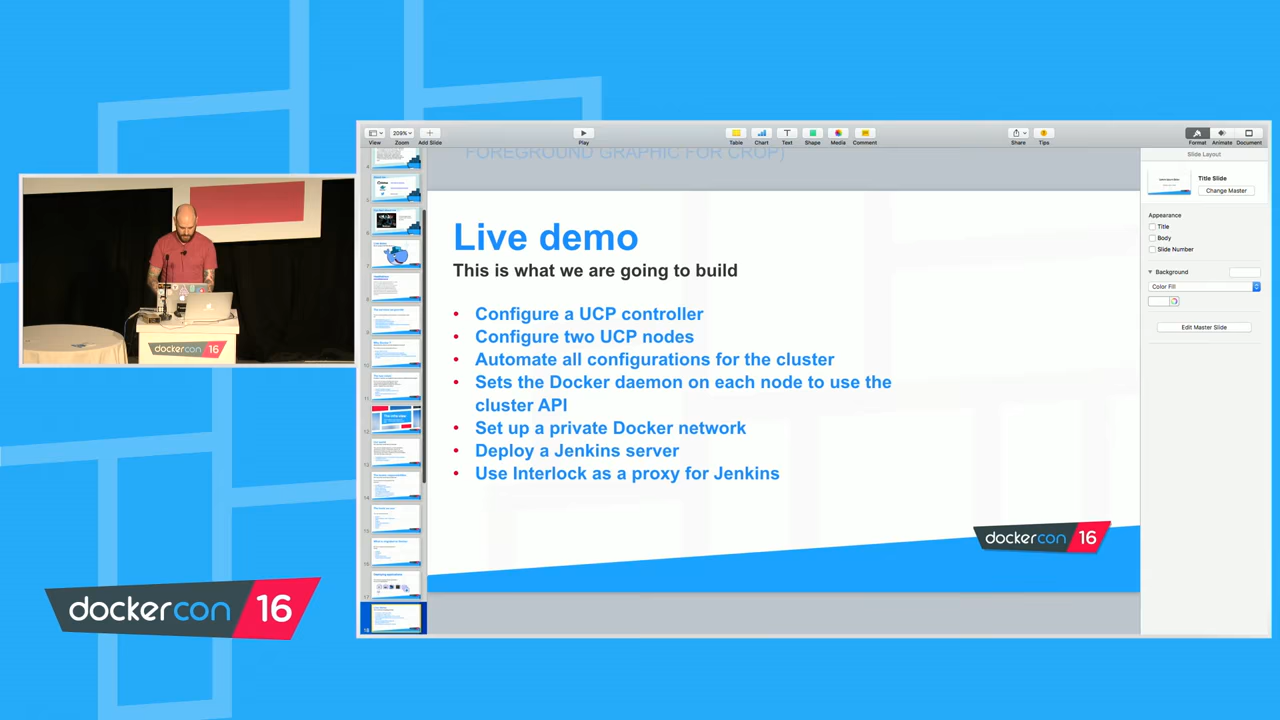 View
209%
Zoom
Add Slide
Play
Table
Chart
Text
Shape
Media
Comment
Share
Tips
Format
Animate
Document
FOREGROUND GRAPHIC FOR CROP)
Slide Layout
Title Slide
Change Master
Appearance
Title
Body
Slide Number
Background
Color Fill
Edit Master Slide
Live demo
This is what we are going to build
• Configure a UCP controller
• Configure two UCP nodes
• Automate all configurations for the cluster
• Sets the Docker daemon on each node to use the
cluster API
• Set up a private Docker network
• Deploy a Jenkins server
• Use Interlock as a proxy for Jenkins
dockercon 16
dockercon 16
dockercon 16